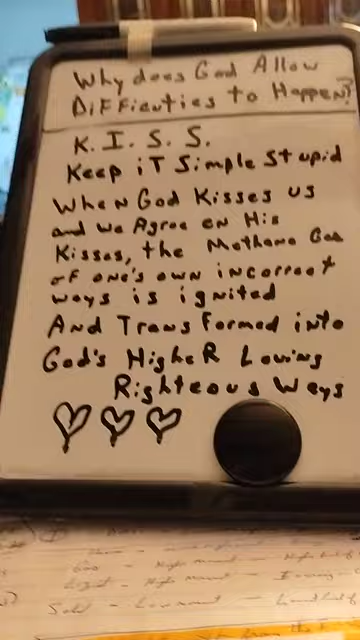 Why does God Allow
Difficuties to Happen?
K. I. S. S.
Keep iT Simple Stupid
When God Kisses us
and we Agree on His
Kisses, the Methane Gas
of one's own incorrect
ways is ignited
And Transformed into
God's Higher Loving
Righteous Ways